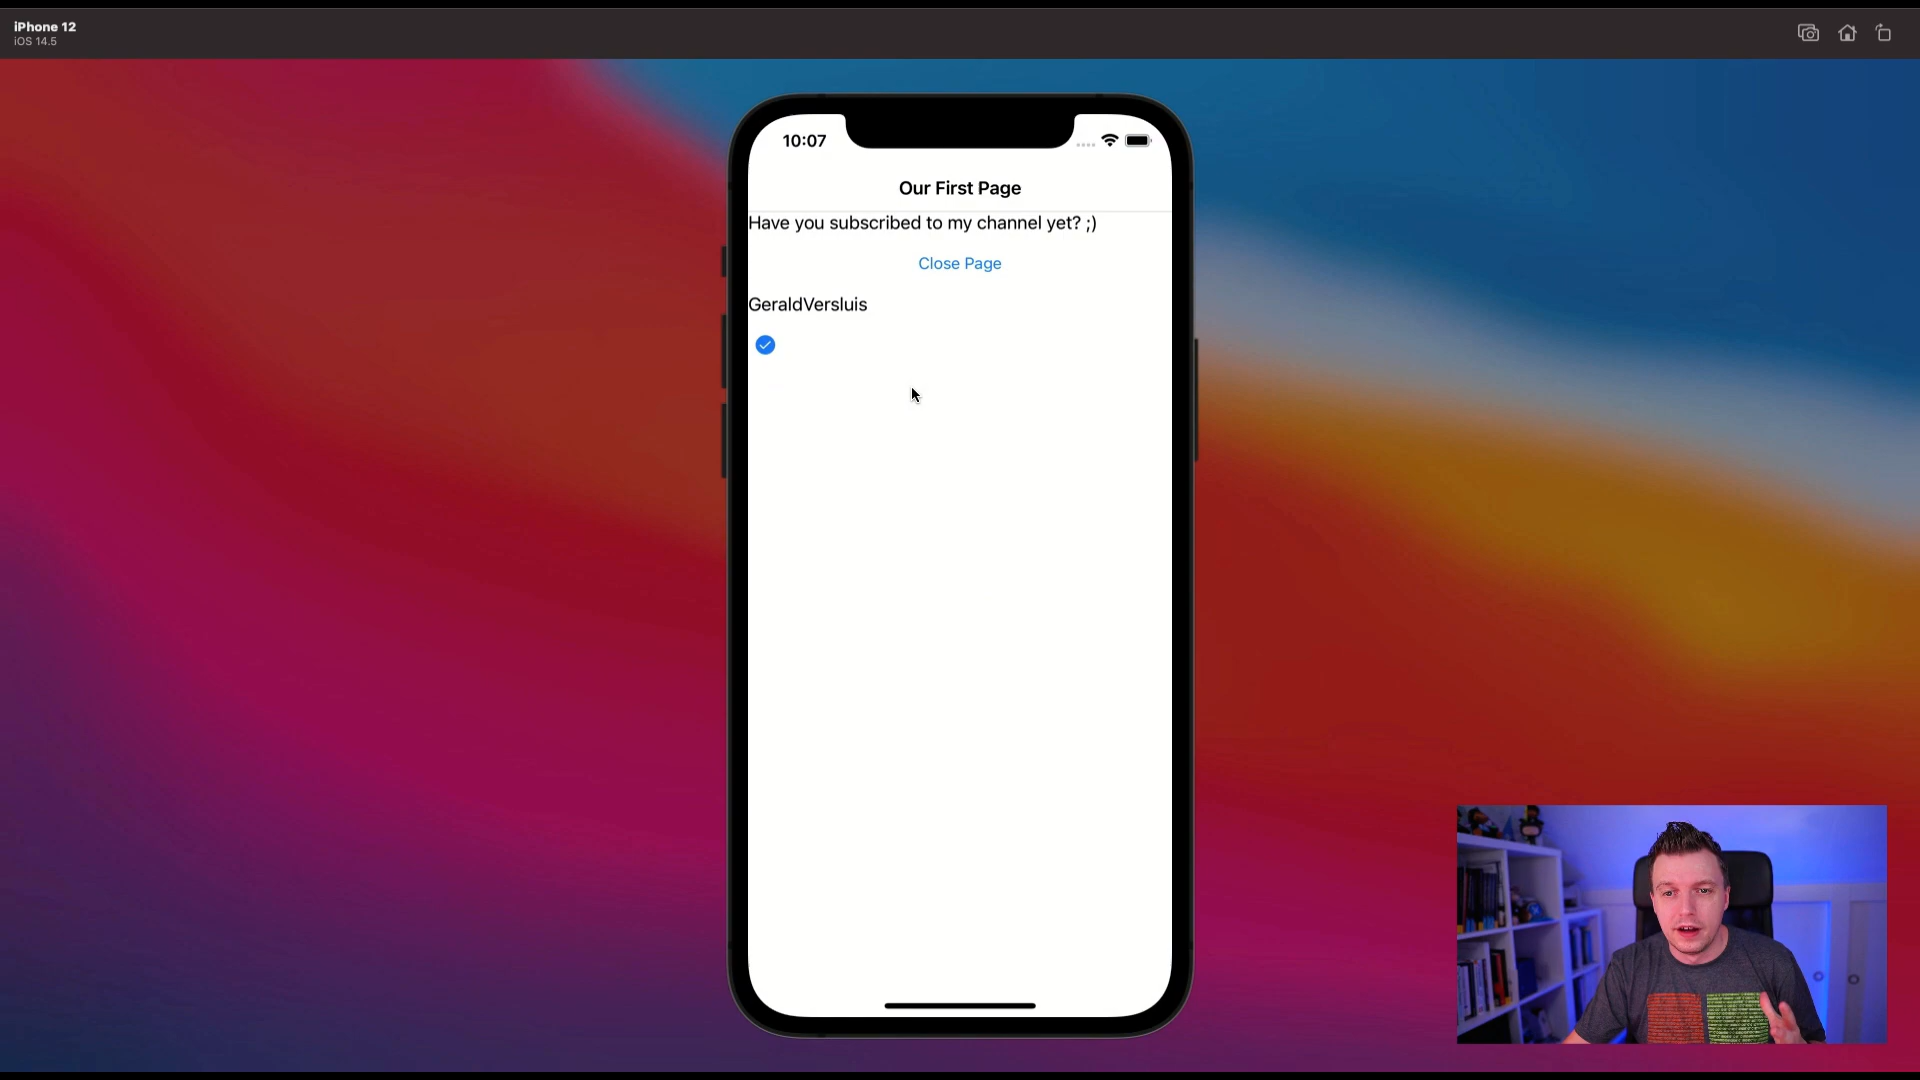 iPhone 12
iOS 14.5
10:07
Our First Page
Have you subscribed to my channel yet? ;)
Close Page
GeraldVersluis